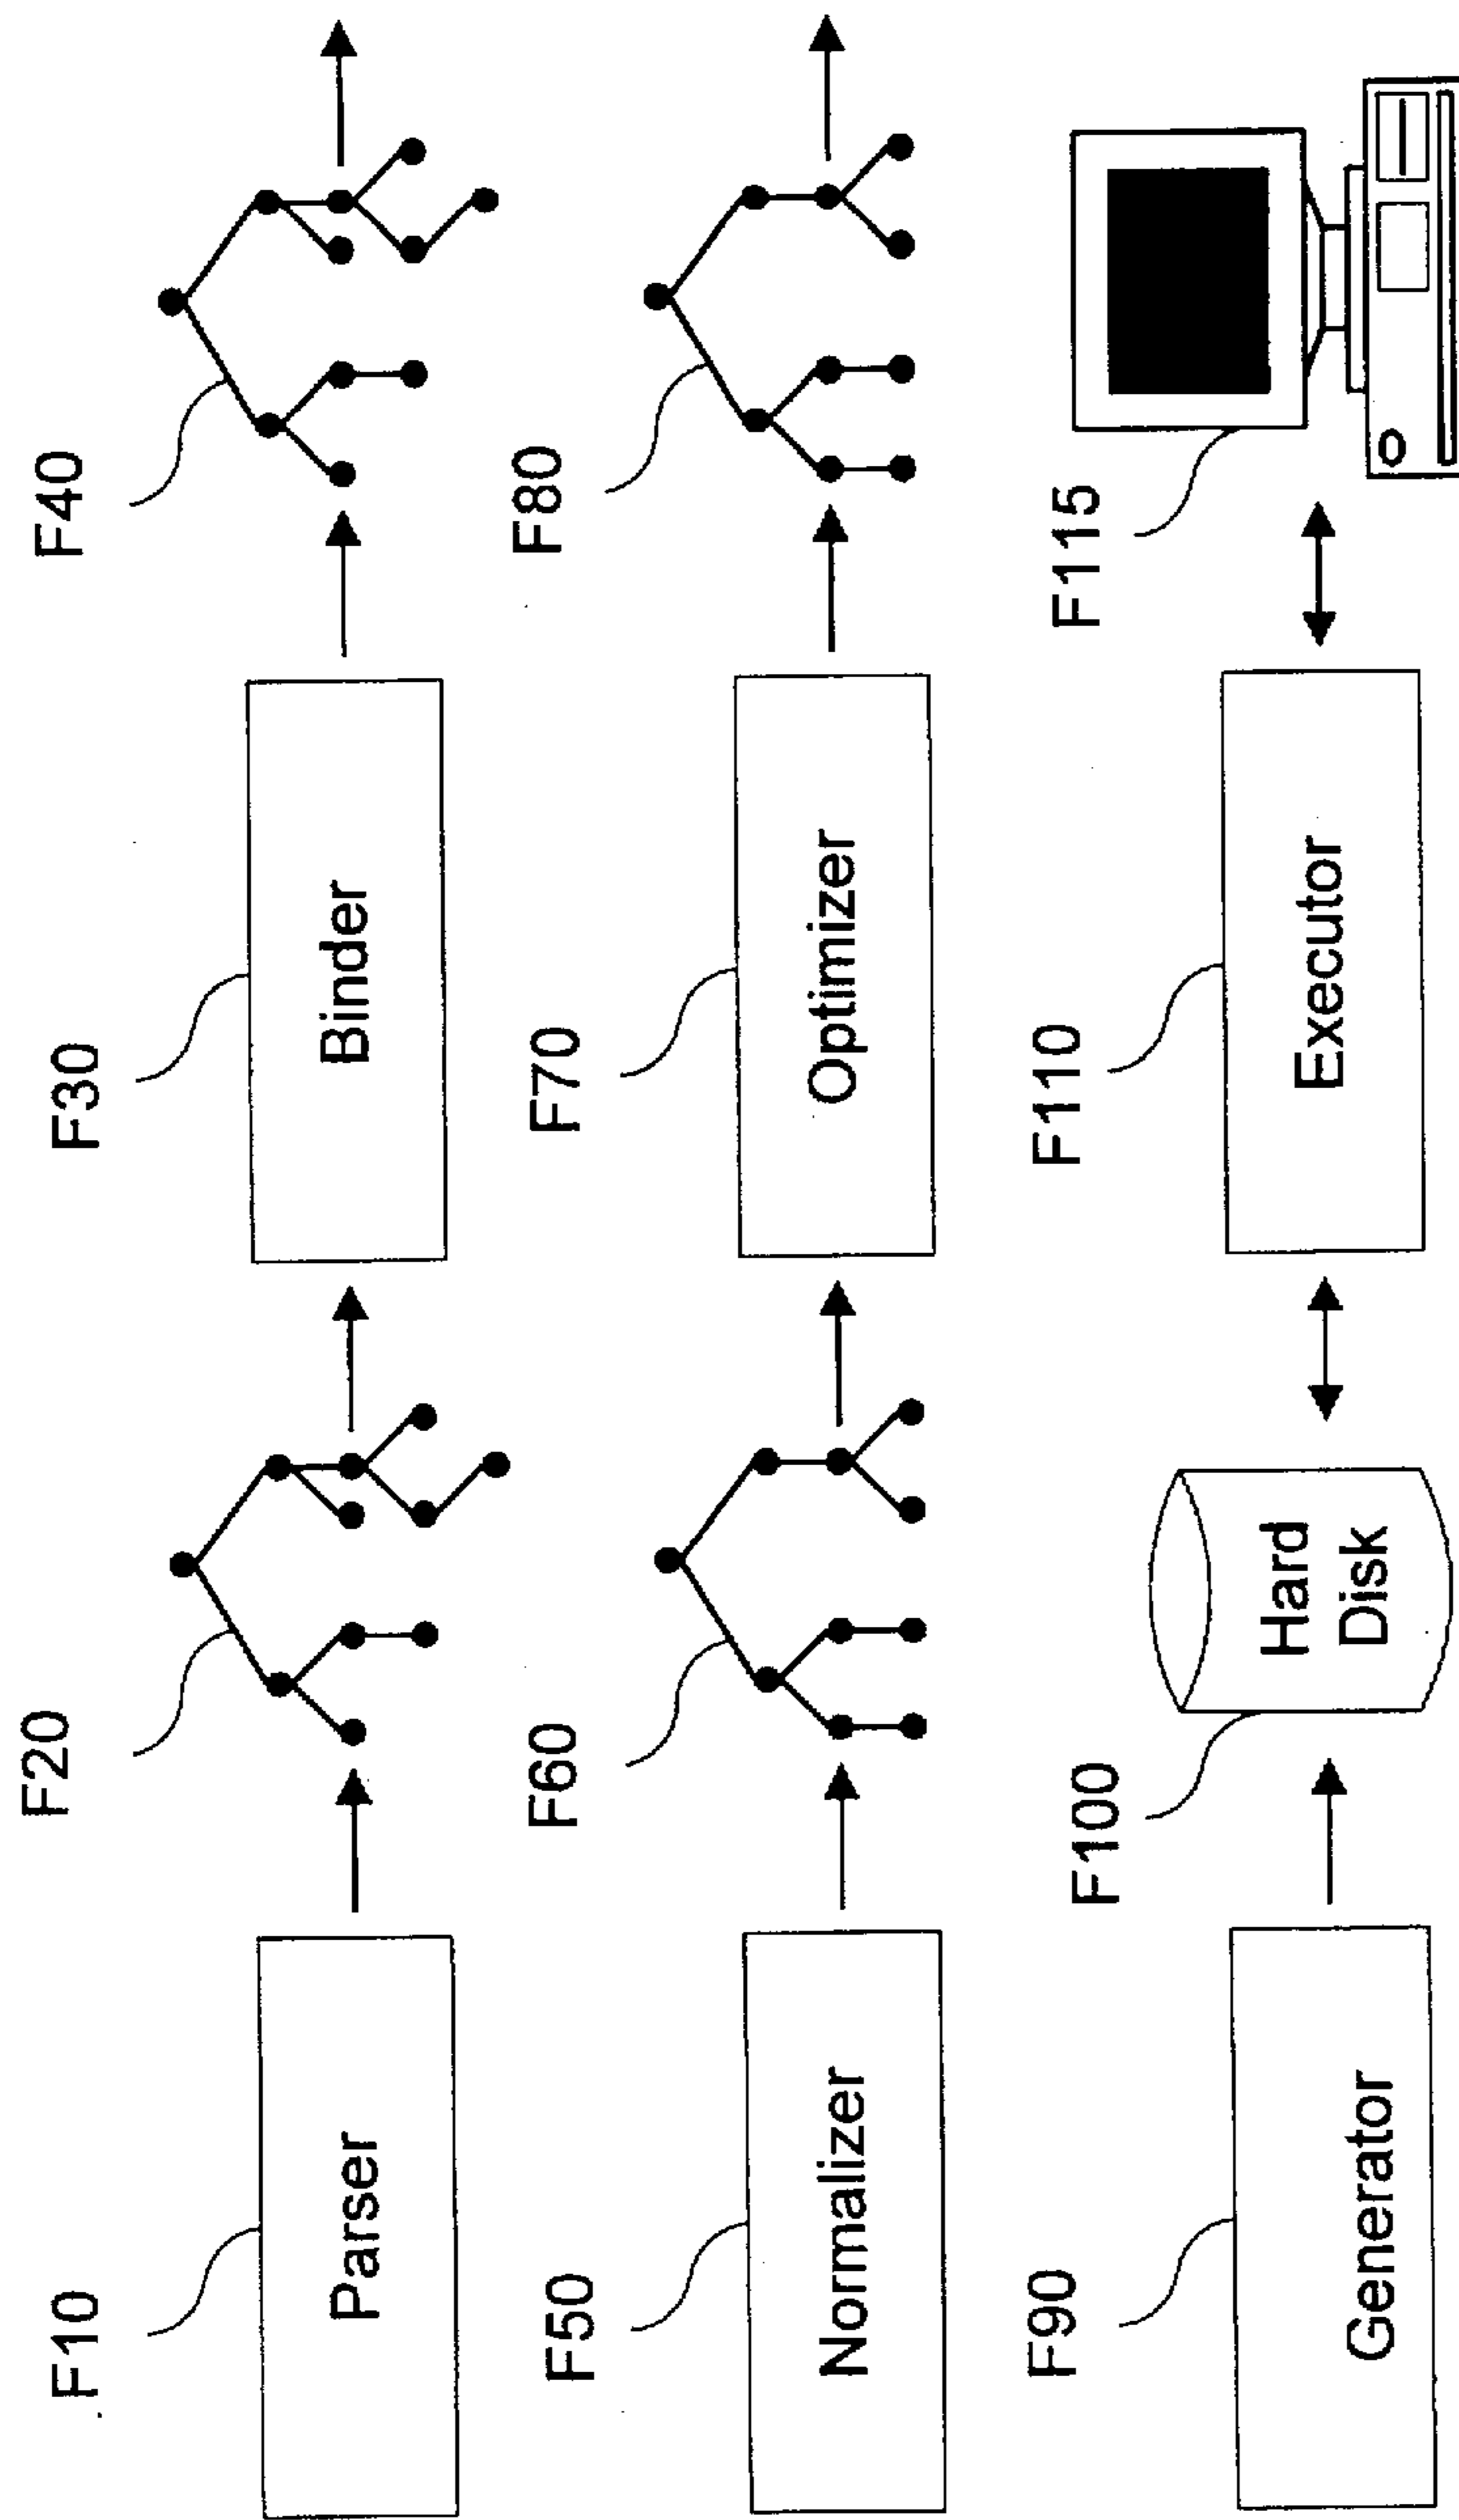 F10
Parser
F20
F30
Binder
F40
F50
Normalizer
F60
F70
Optimizer
F80
F90
Generator
F100
Hard
Disk
F110
Executor
F115